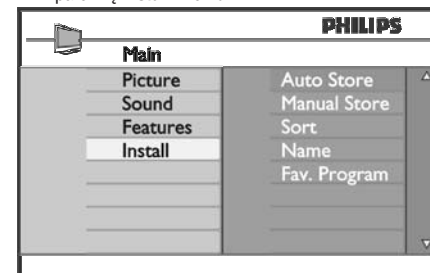 PHILIPS
Main
Picture
Sound
Features
Install
Auto Store
Manual Store
Sort
Name
Fav. Program